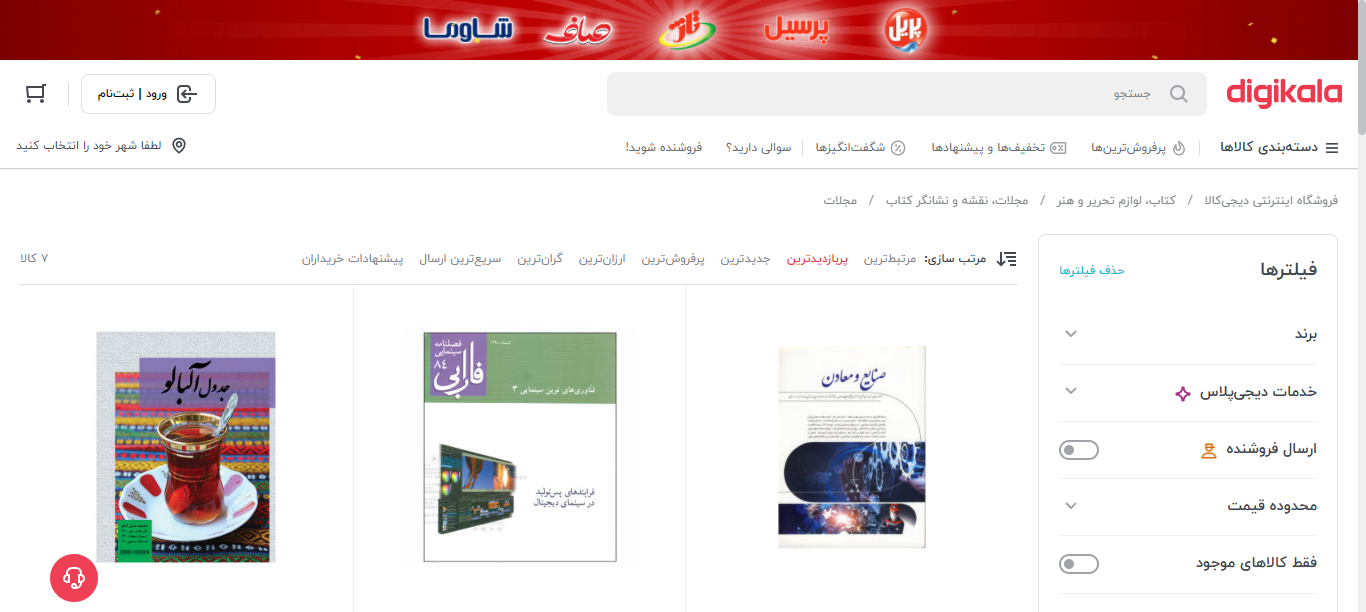 پریل
پرسیل
تاژ
صاف
شاوما
digikala
جستجو
ورود | ثبت‌نام
دسته‌بندی کالاها
پرفروش‌ترین‌ها
تخفیف‌ها و پیشنهادها
شگفت‌انگیزها
سوالی دارید؟
فروشنده شوید!
لطفا شهر خود را انتخاب کنید
فروشگاه اینترنتی دیجی‌کالا / کتاب، لوازم تحریر و هنر / مجلات، نقشه و نشانگر کتاب / مجلات
فیلترها
حذف فیلترها
برند
خدمات دیجی‌پلاس
ارسال فروشنده
محدوده قیمت
فقط کالاهای موجود
مرتب سازی: مرتبط‌ترین پربازدیدترین جدیدترین پرفروش‌ترین ارزان‌ترین گران‌ترین سریع‌ترین ارسال پیشنهادات خریداران
۷ کالا
صنایع و معادن
فصلنامه
سینمایی
فارابی
۸۴
فناوری‌های نوین سینمایی ۳
فرایندهای پس‌تولید
در سینمای دیجیتال
جدول آلبالو